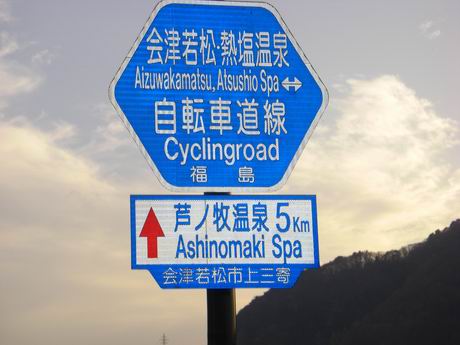 会津若松・熱塩温泉
Aizuwakamatsu, Atsushio Spa ↔
自転車道線
Cyclingroad
福島
芦ノ牧温泉 5Km
Ashinomaki Spa
会津若松市上三寄